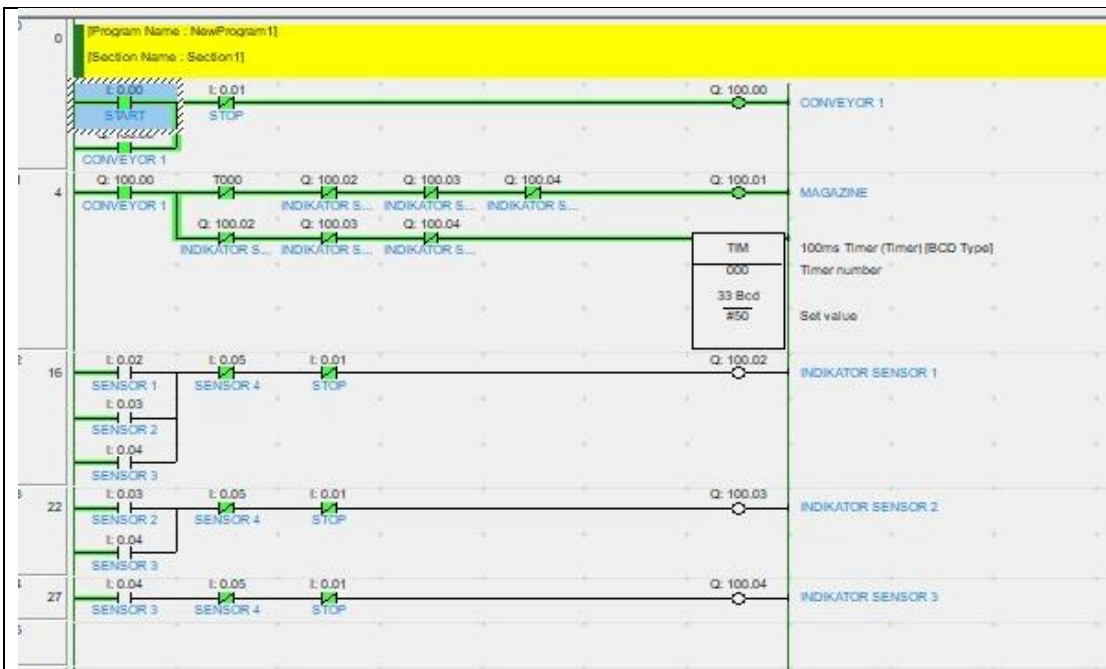 0
[Program Name : NewProgram1]
[Section Name : Section1]
I: 0.00 I: 0.01 Q: 100.00
START STOP CONVEYOR 1
CONVEYOR 1
4
Q: 100.00 T000 Q: 100.02 Q: 100.03 Q: 100.04 Q: 100.01
CONVEYOR 1 INDIKATOR S... INDIKATOR S... INDIKATOR S... MAGAZINE
Q: 100.02 Q: 100.03 Q: 100.04
INDIKATOR S... INDIKATOR S... INDIKATOR S...
TIM 100ms Timer (Timer) [BCD Type]
000 Timer number
33 Bcd
#50 Set value
16
I: 0.02 I: 0.05 I: 0.01 Q: 100.02
SENSOR 1 SENSOR 4 STOP INDIKATOR SENSOR 1
I: 0.03
SENSOR 2
I: 0.04
SENSOR 3
22
I: 0.03 I: 0.05 I: 0.01 Q: 100.03
SENSOR 2 SENSOR 4 STOP INDIKATOR SENSOR 2
I: 0.04
SENSOR 3
27
I: 0.04 I: 0.05 I: 0.01 Q: 100.04
SENSOR 3 SENSOR 4 STOP INDIKATOR SENSOR 3